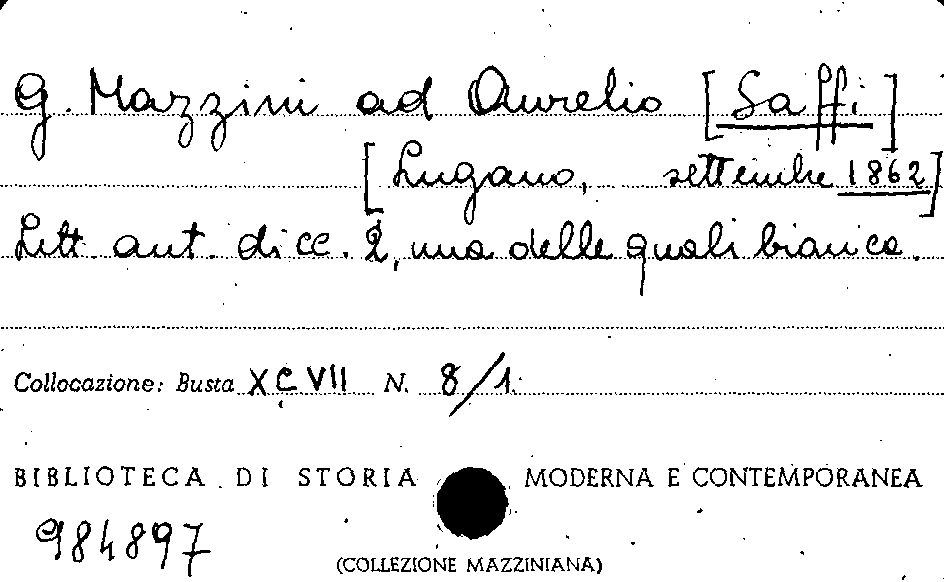 G. Mazzini ad Aurelio [Saffi]
[Lugano, settembre 1862]
Lett. aut. di cc. 2, una delle quali bianca.
Collocazione: Busta XCVII N. 8/1.
BIBLIOTECA DI STORIA MODERNA E CONTEMPORANEA
984897
(COLLEZIONE MAZZINIANA)